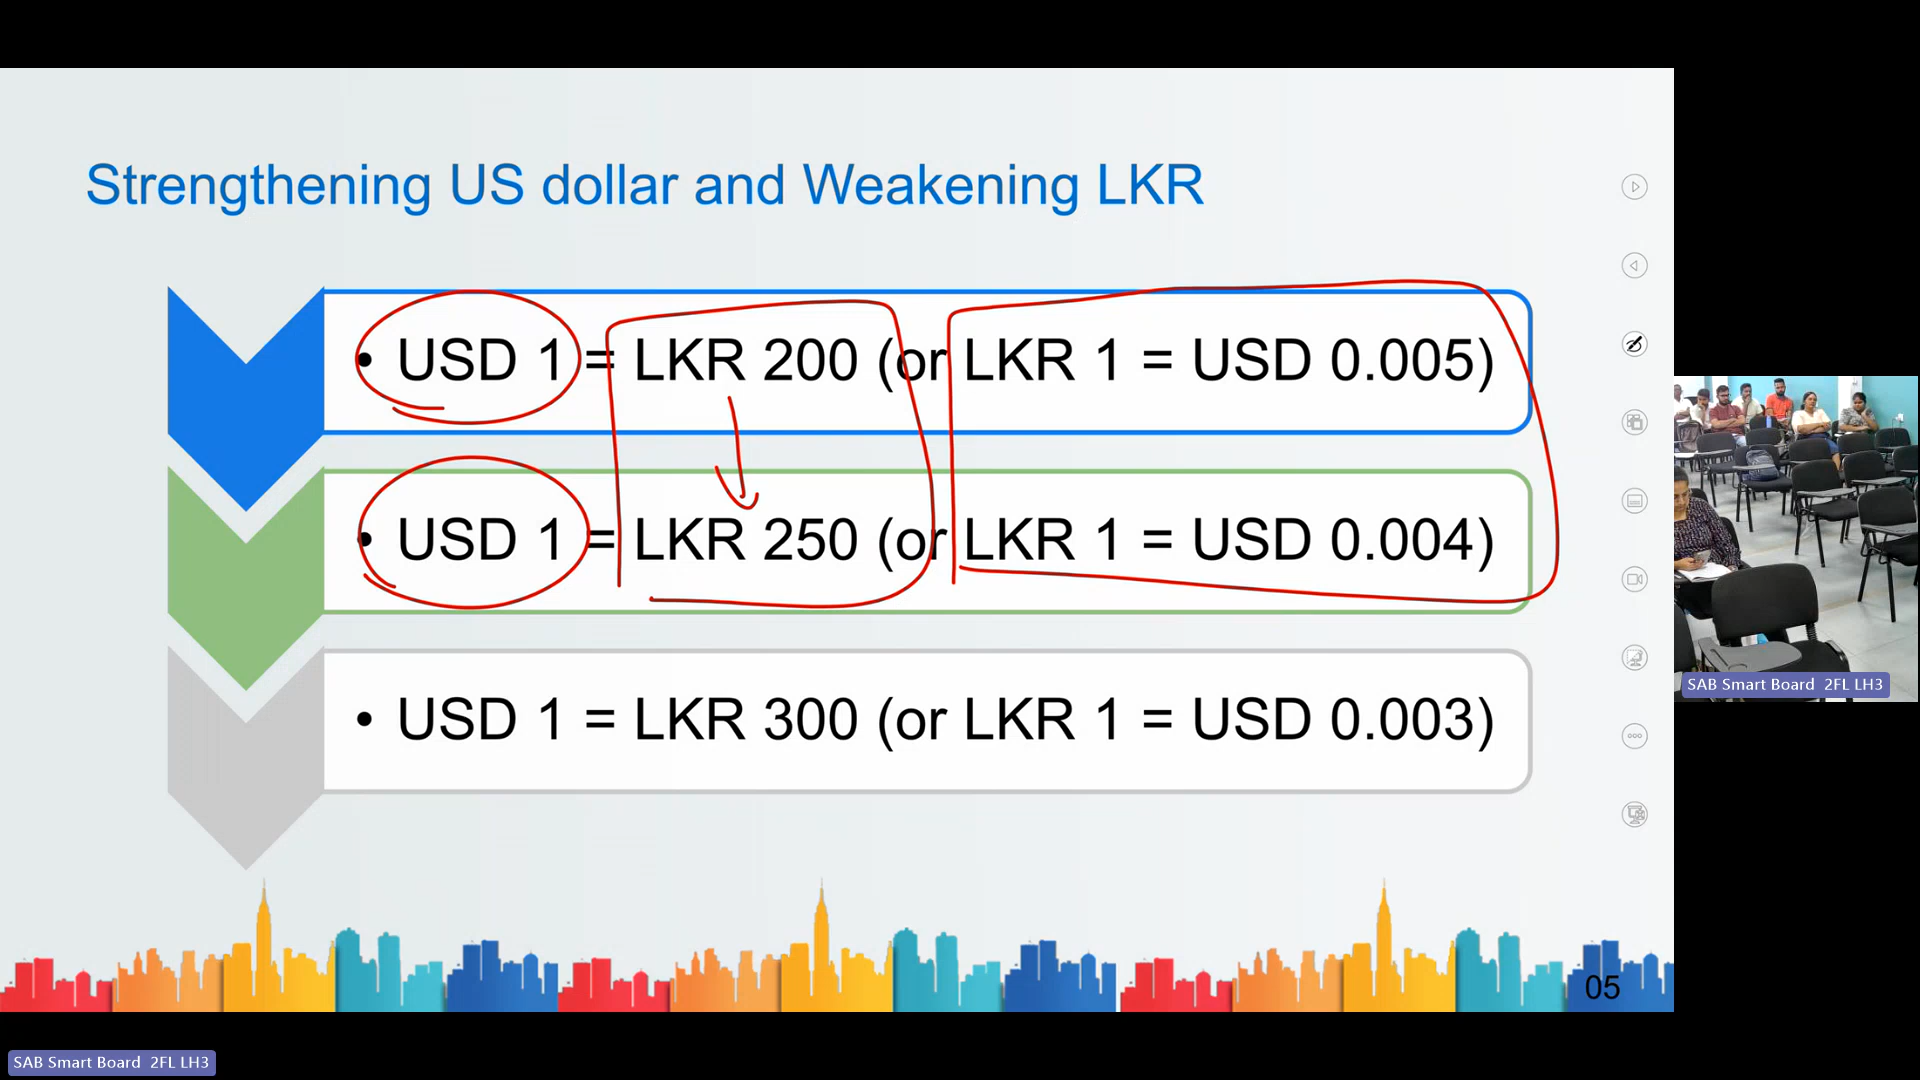 Strengthening US dollar and Weakening LKR
• USD 1 = LKR 200 (or LKR 1 = USD 0.005)
• USD 1 = LKR 250 (or LKR 1 = USD 0.004)
• USD 1 = LKR 300 (or LKR 1 = USD 0.003)
05
SAB Smart Board 2FL LH3
SAB Smart Board 2FL LH3